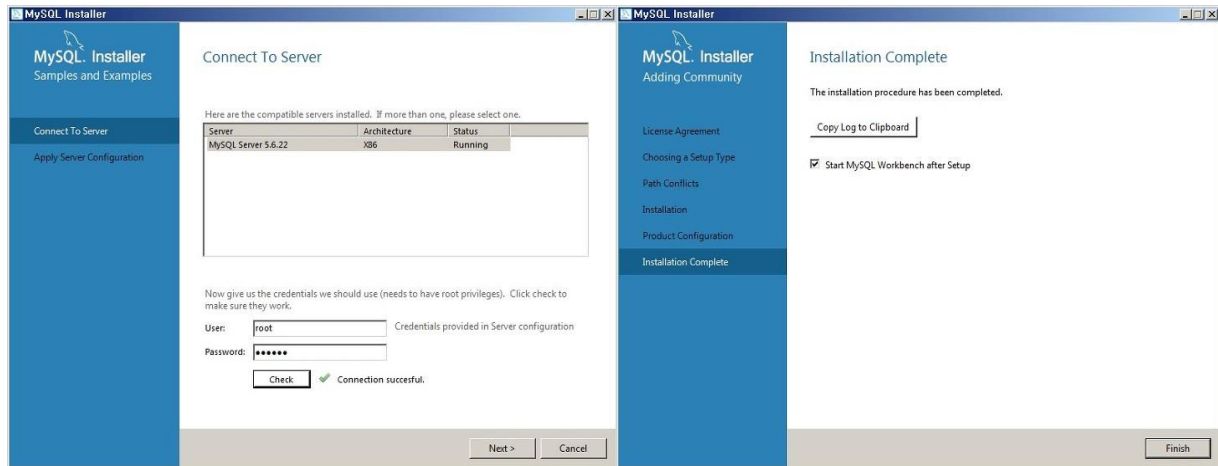 MySQL Installer
MySQL. Installer
Samples and Examples
Connect To Server
Apply Server Configuration
Connect To Server
Here are the compatible servers installed. If more than one, please select one.
Server Architecture Status
MySQL Server 5.6.22 X86 Running
Now give us the credentials we should use (needs to have root privileges). Click check to
make sure they work.
User: root Credentials provided in Server configuration
Password: ●●●●●●
Check Connection succesful.
Next > Cancel
MySQL Installer
MySQL. Installer
Adding Community
License Agreement
Choosing a Setup Type
Path Conflicts
Installation
Product Configuration
Installation Complete
Installation Complete
The installation procedure has been completed.
Copy Log to Clipboard
Start MySQL Workbench after Setup
Finish